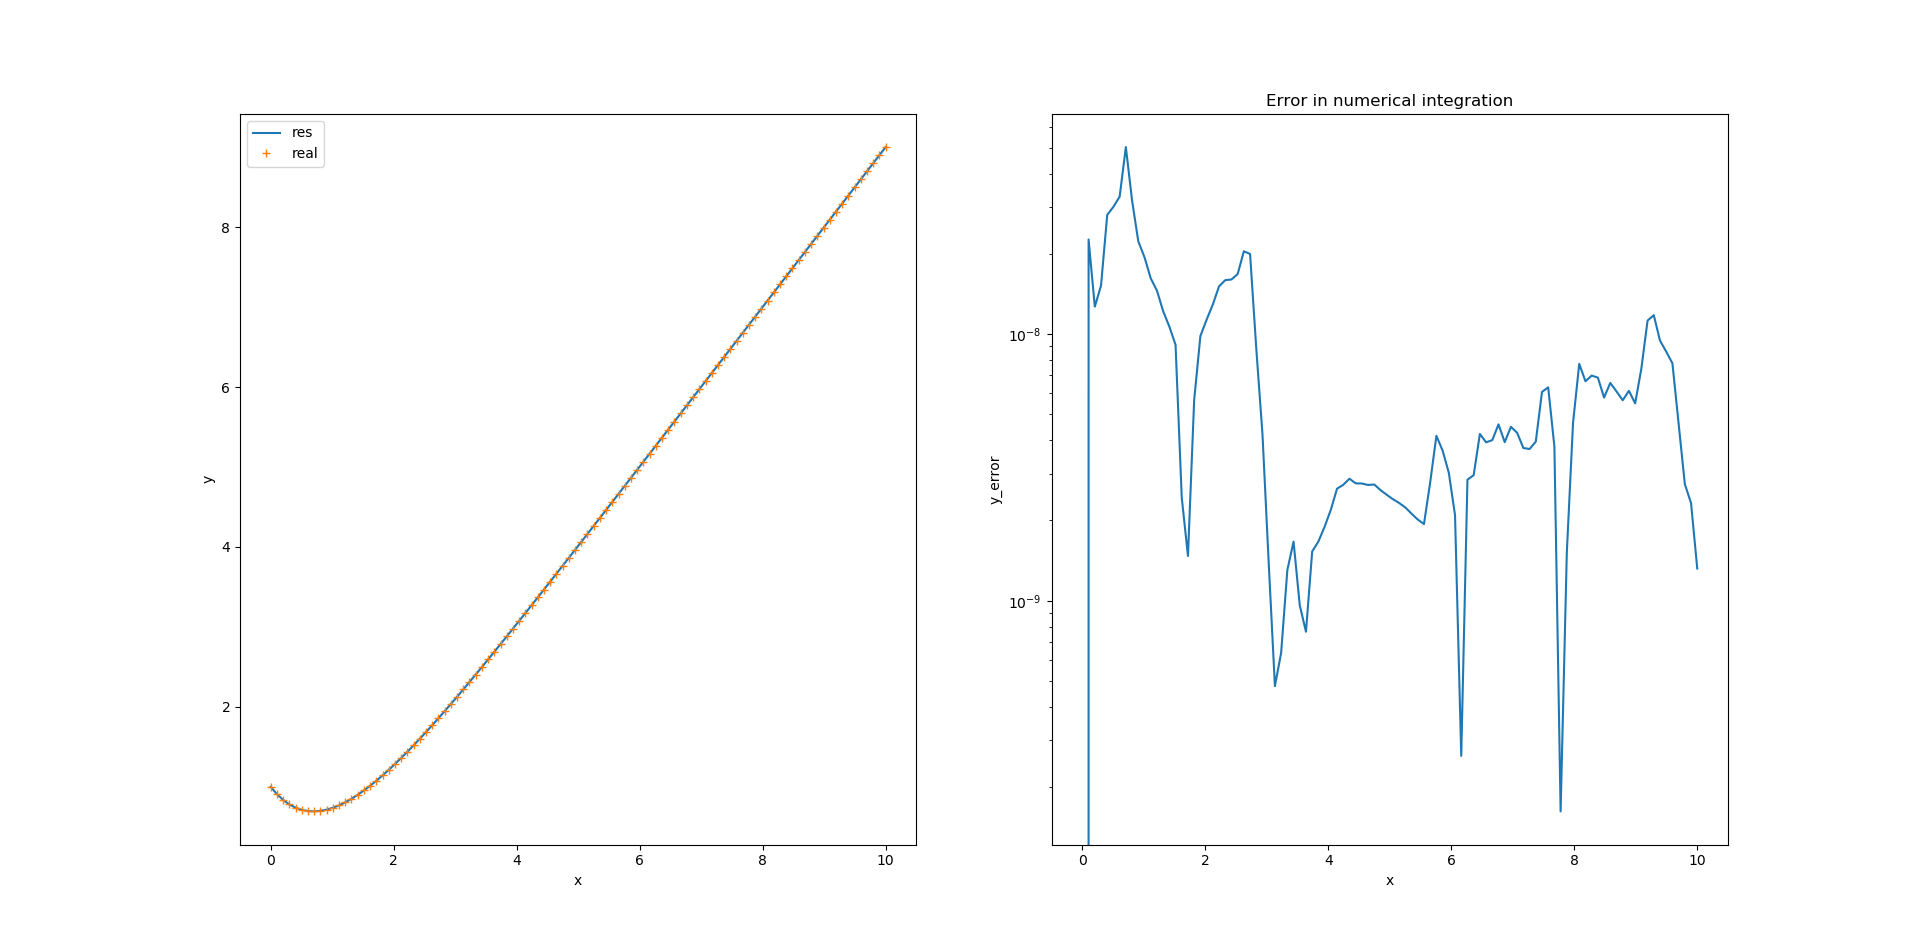 res
real
8
6
4
2
0 2 4 6 8 10
x
y
Error in numerical integration
10⁻⁸
10⁻⁹
0 2 4 6 8 10
x
y_error